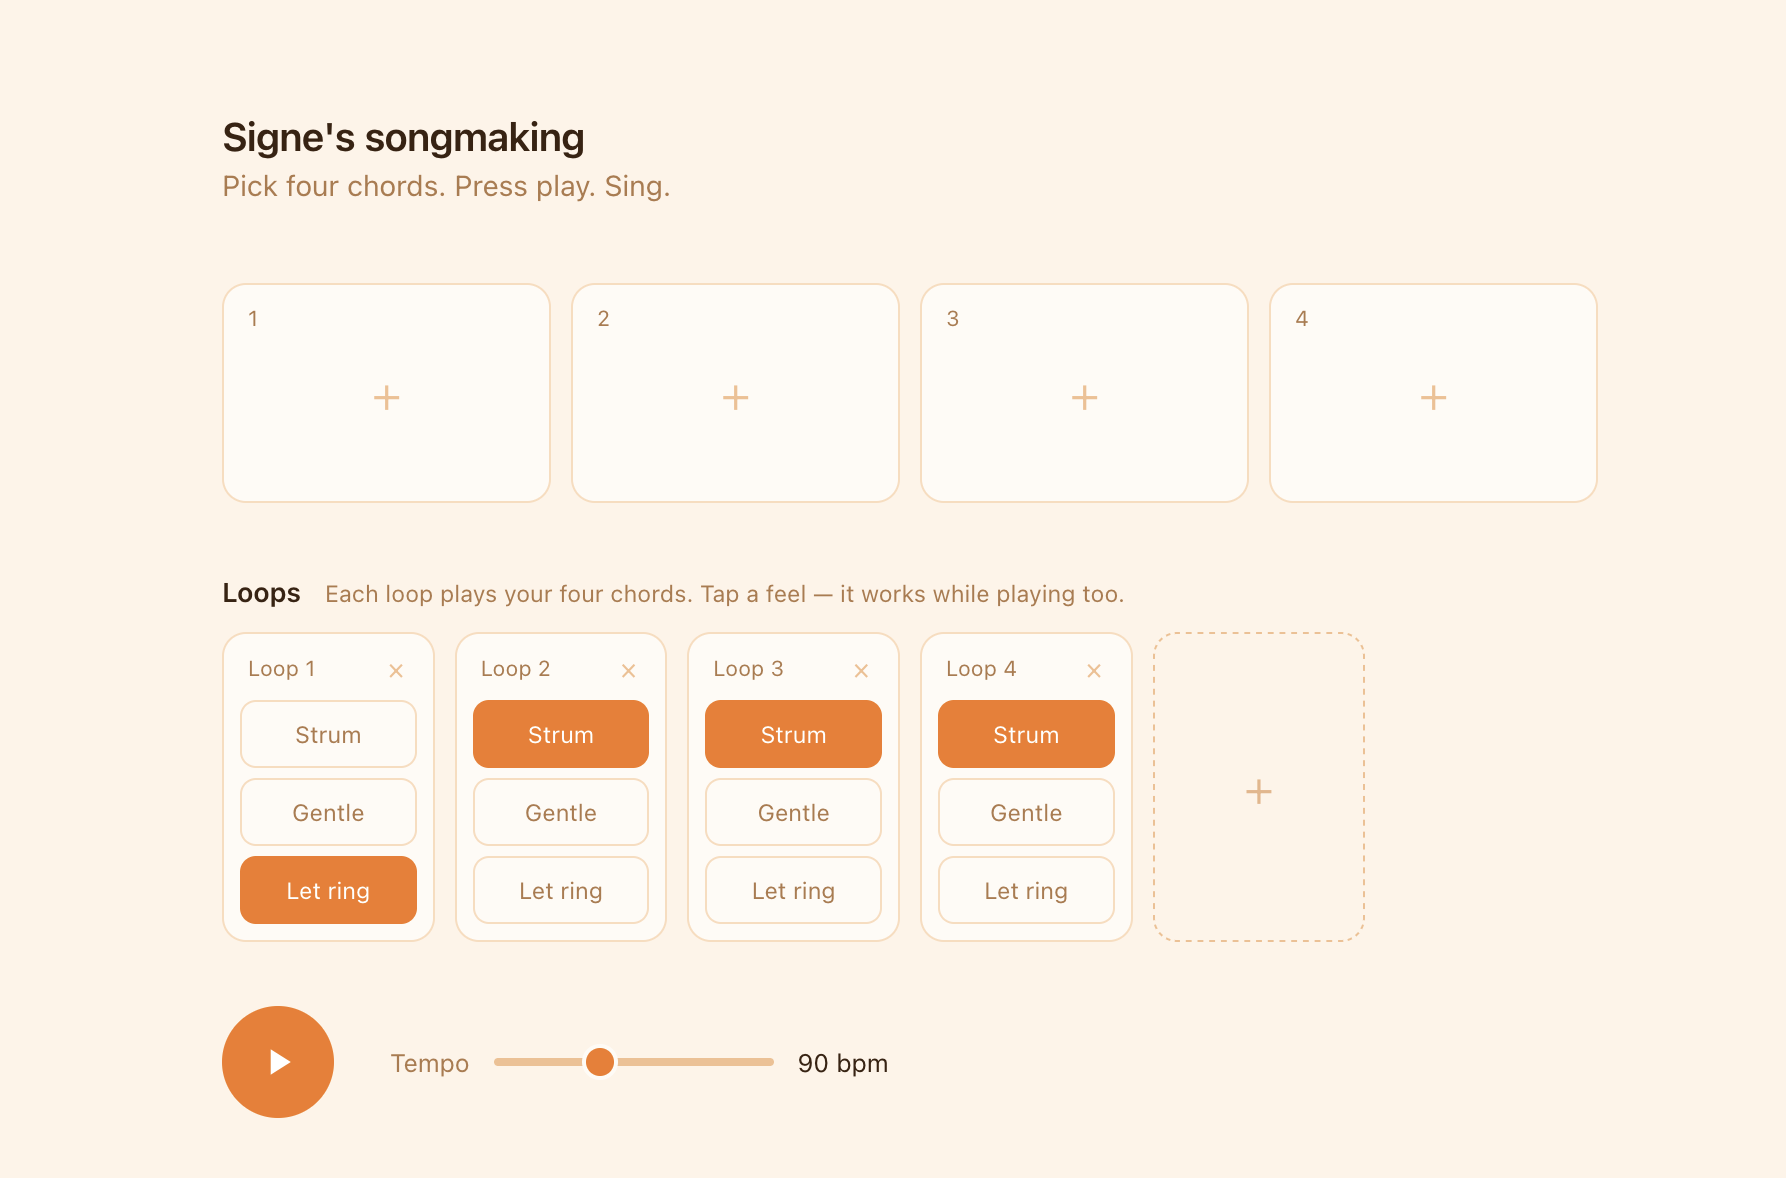 Signe's songmaking
Pick four chords. Press play. Sing.
1 2 3 4
Loops Each loop plays your four chords. Tap a feel — it works while playing too.
Loop 1 × Loop 2 × Loop 3 × Loop 4 ×
Strum Strum Strum Strum
Gentle Gentle Gentle Gentle
Let ring Let ring Let ring Let ring
Tempo 90 bpm